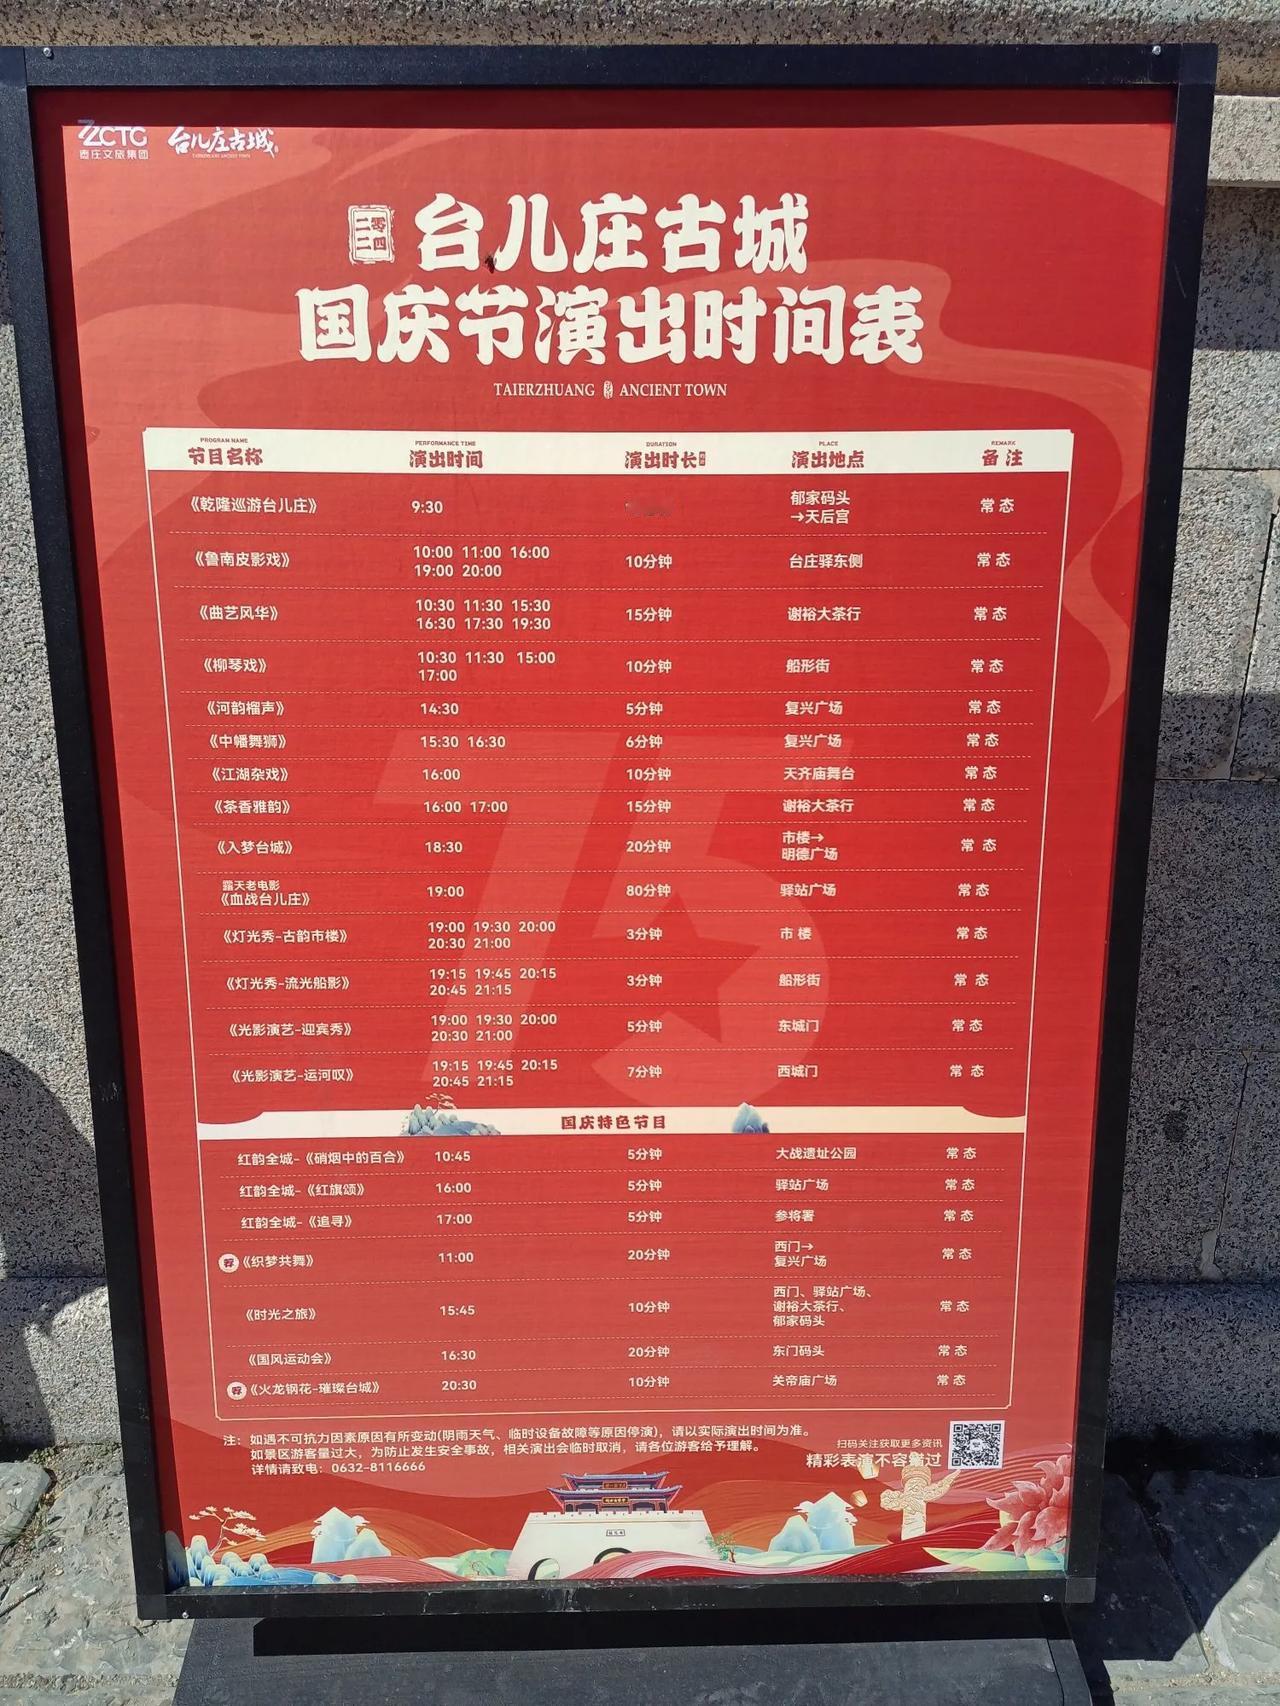 ZZCTG
枣庄文旅集团
台儿庄古城
TAIERZHUANG ANCIENT TOWN
二零二四
台儿庄古城
国庆节演出时间表
TAIERZHUANG ANCIENT TOWN
PROGRAM NAME PERFORMANCE TIME DURATION PLACE REMARK
节目名称 演出时间 演出时长 演出地点 备注
《乾隆巡游台儿庄》 9:30 郁家码头 常态
→天后宫
《鲁南皮影戏》 10:00 11:00 16:00 10分钟 台庄驿东侧 常态
19:00 20:00
《曲艺风华》 10:30 11:30 15:30 15分钟 谢裕大茶行 常态
16:30 17:30 19:30
《柳琴戏》 10:30 11:30 15:00 10分钟 船形街 常态
17:00
《河韵榴声》 14:30 5分钟 复兴广场 常态
《中幡舞狮》 15:30 16:30 6分钟 复兴广场 常态
《江湖杂戏》 16:00 10分钟 天齐庙舞台 常态
《茶香雅韵》 16:00 17:00 15分钟 谢裕大茶行 常态
《入梦台城》 18:30 20分钟 市楼→ 常态
明德广场
露天老电影
《血战台儿庄》 19:00 80分钟 驿站广场 常态
《灯光秀-古韵市楼》 19:00 19:30 20:00 3分钟 市楼 常态
20:30 21:00
《灯光秀-流光船影》 19:15 19:45 20:15 3分钟 船形街 常态
20:45 21:15
《光影演艺-迎宾秀》 19:00 19:30 20:00 5分钟 东城门 常态
20:30 21:00
《光影演艺-运河叹》 19:15 19:45 20:15 7分钟 西城门 常态
20:45 21:15
国庆特色节目
红韵全城-《硝烟中的百合》 10:45 5分钟 大战遗址公园 常态
红韵全城-《红旗颂》 16:00 5分钟 驿站广场 常态
红韵全城-《追寻》 17:00 5分钟 参将署 常态
荐《织梦共舞》 11:00 20分钟 西门→ 常态
复兴广场
《时光之旅》 15:45 10分钟 西门、驿站广场、 常态
谢裕大茶行、
郁家码头
《国风运动会》 16:30 20分钟 东门码头 常态
荐《火龙钢花-璀璨台城》 20:30 10分钟 关帝庙广场 常态
注：如遇不可抗力因素原因有所变动(阴雨天气、临时设备故障等原因停演)，请以实际演出时间为准。
如景区游客量过大，为防止发生安全事故，相关演出会临时取消，请各位游客给予理解。
详情请致电：0632-8116666
扫码关注获取更多资讯
精彩表演不容错过